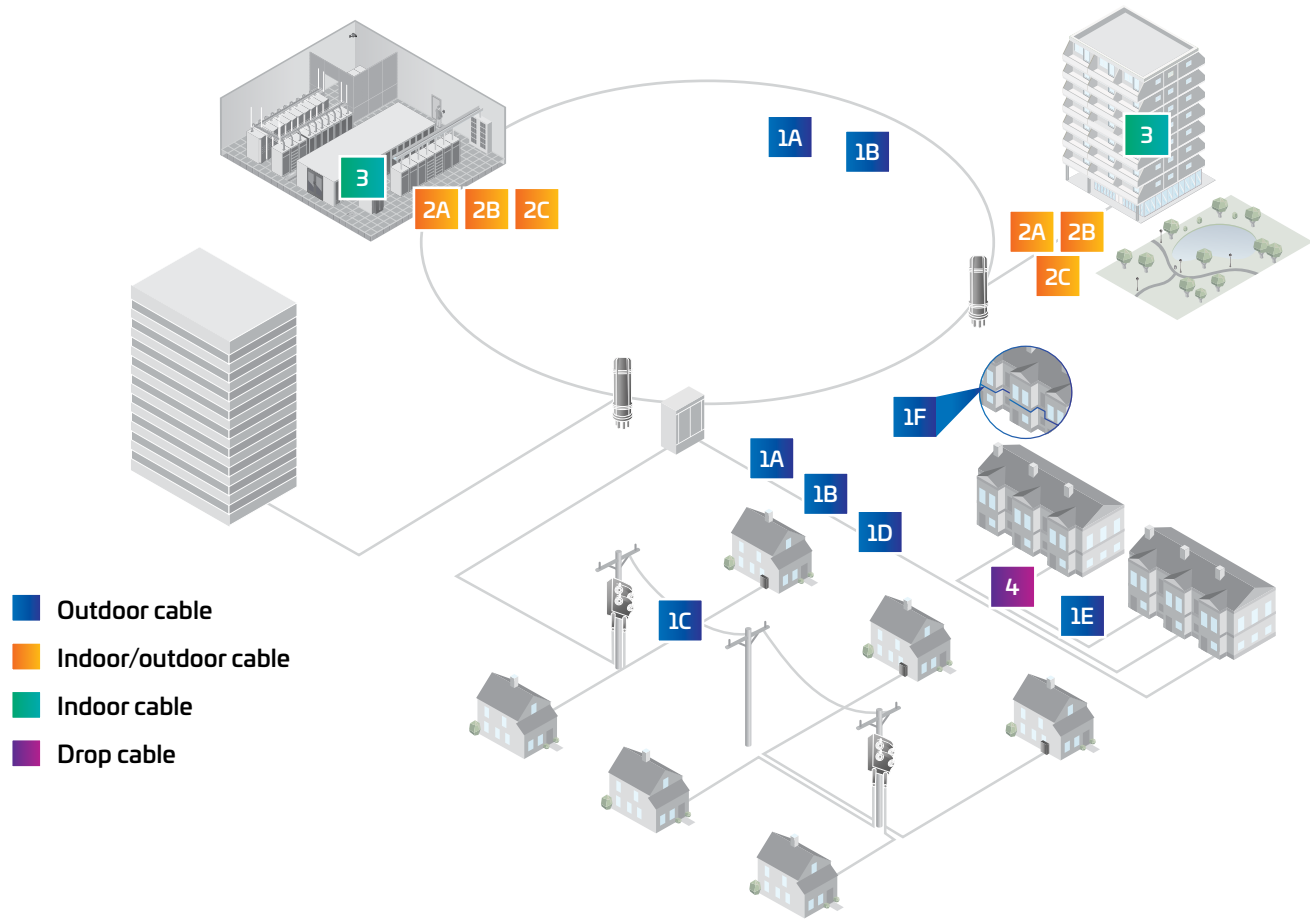 1A
1B
3
3
2A 2B 2C
2A 2B
2C
1F
1A
1B
1D
4
1C
1E
Outdoor cable
Indoor/outdoor cable
Indoor cable
Drop cable